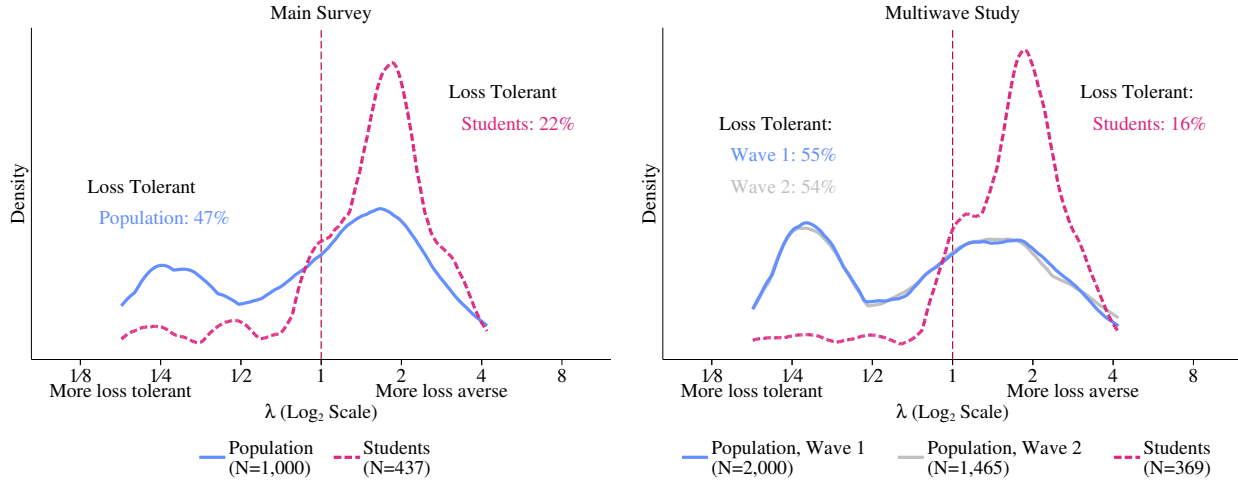 Main Survey
Density
Loss Tolerant
Students: 22%
Loss Tolerant
Population: 47%
1/8
1/4
1/2
1
2
4
8
More loss tolerant
More loss averse
λ (Log₂ Scale)
Population
(N=1,000)
Students
(N=437)
Multiwave Study
Density
Loss Tolerant:
Students: 16%
Loss Tolerant:
Wave 1: 55%
Wave 2: 54%
1/8
1/4
1/2
1
2
4
8
More loss tolerant
More loss averse
λ (Log₂ Scale)
Population, Wave 1
(N=2,000)
Population, Wave 2
(N=1,465)
Students
(N=369)